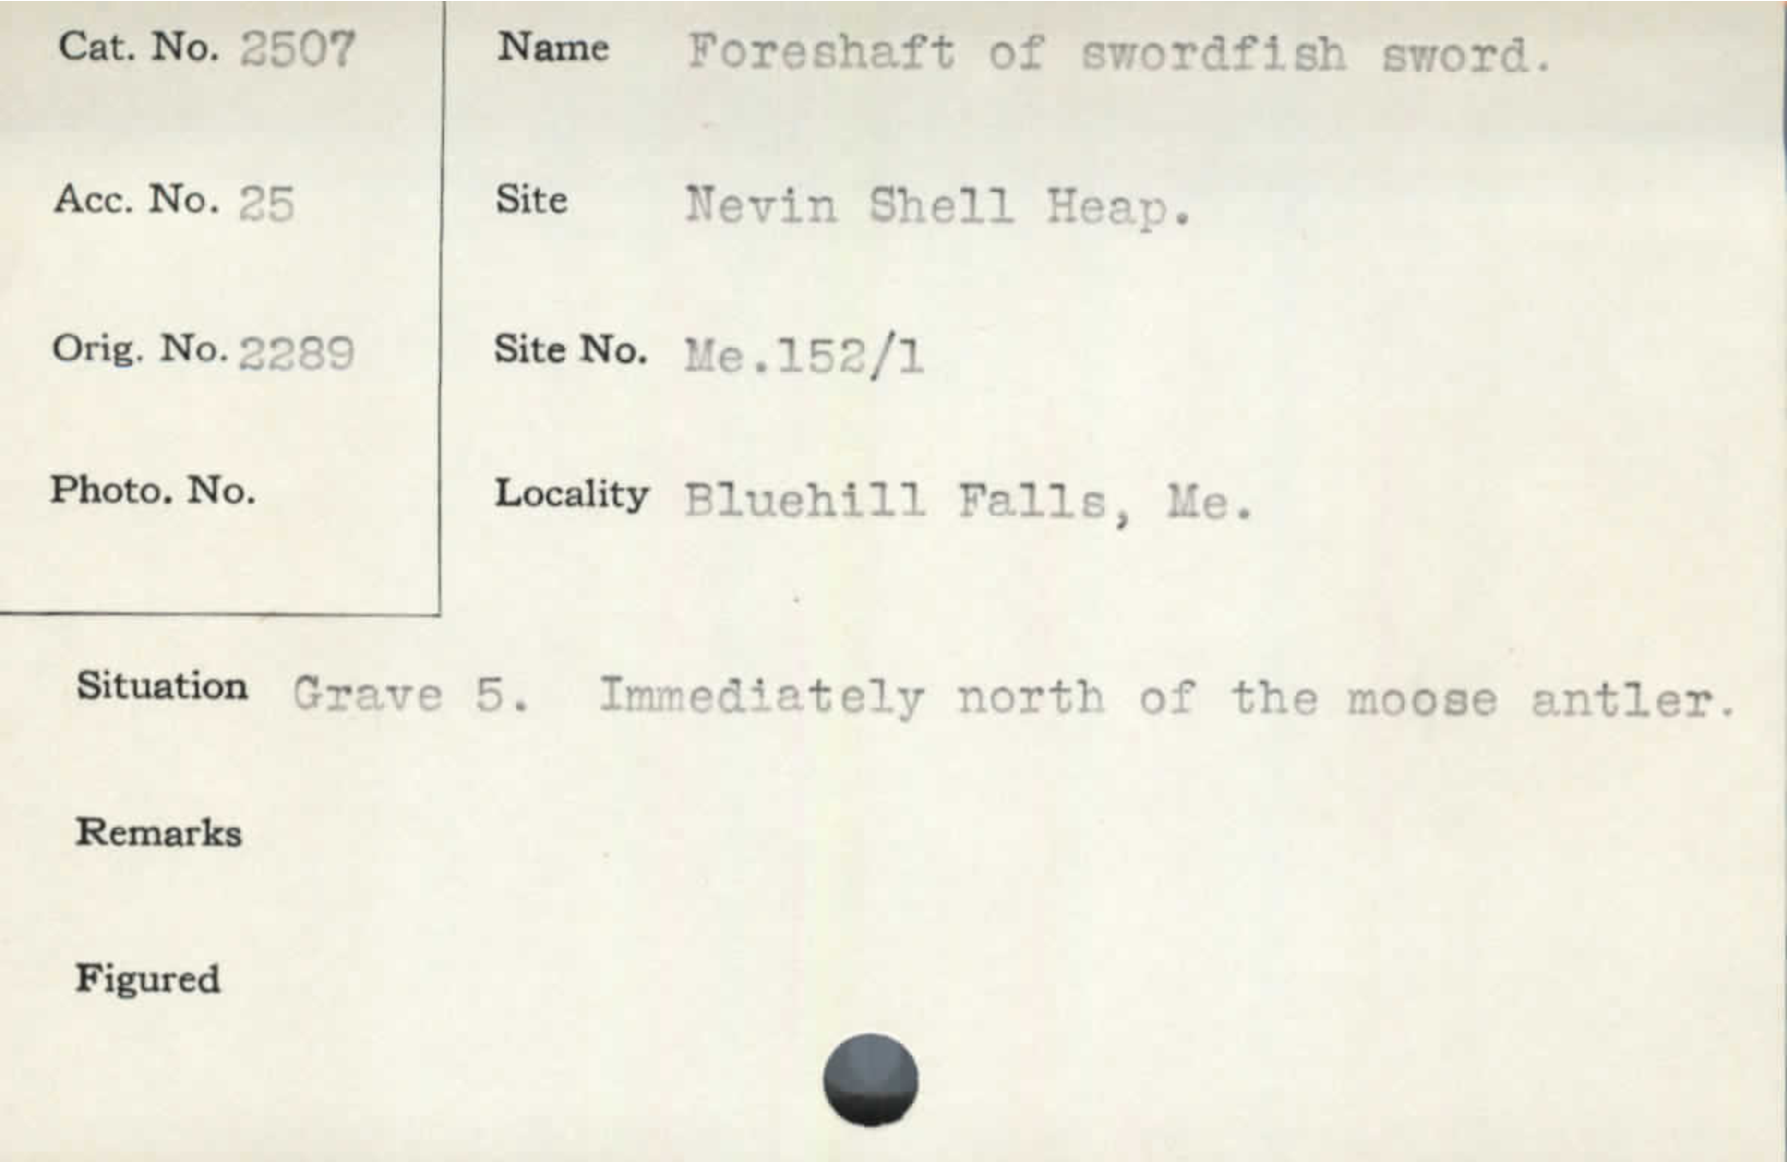 Cat. No. 2507
Acc. No. 25
Orig. No. 2289
Photo. No.
Name Foreshaft of swordfish sword.
Site Nevin Shell Heap.
Site No. Me.152/1
Locality Bluehill Falls, Me.
Situation Grave 5. Immediately north of the moose antler.
Remarks
Figured